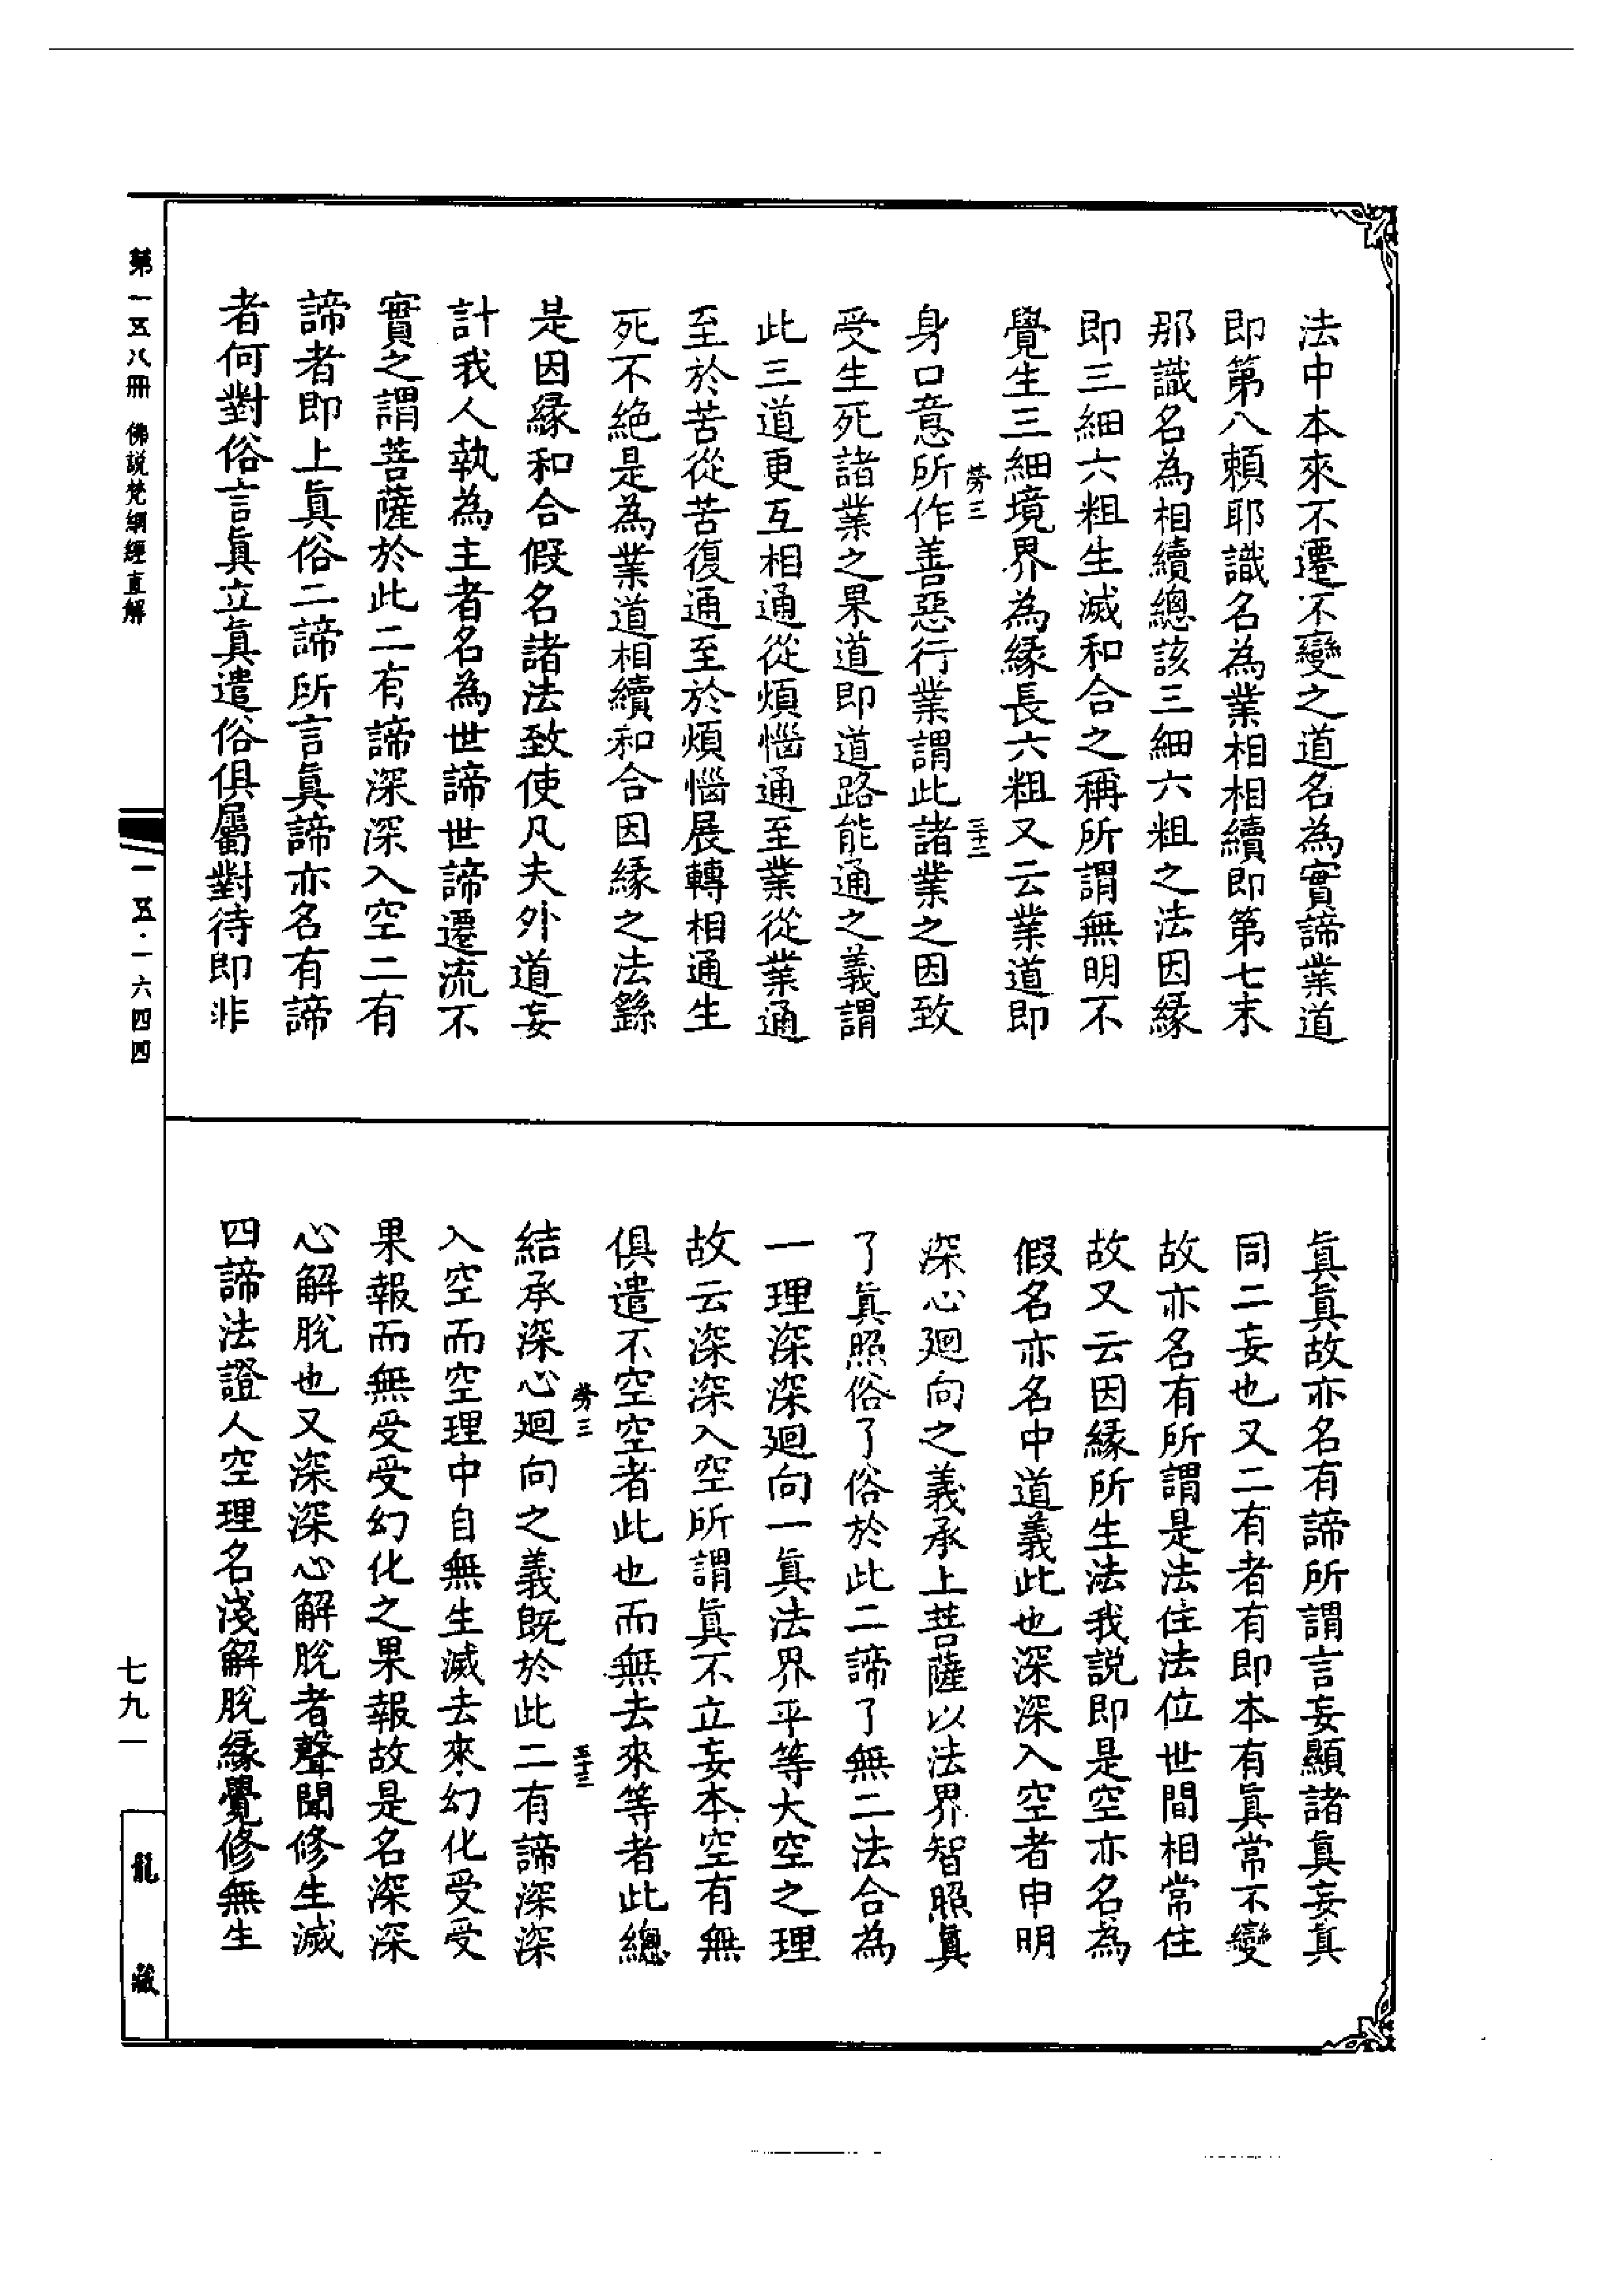 法中本來不遷不變之道名為實諦業道
即第八賴耶識名為業相相續即第七末
那識名為相續總該三細六粗之法因緣
即三細六粗生滅和合之稱所謂無明不
覺生三細境界為緣長六粗又云業道即
身口意所作善惡行業謂此諸業之因致
受生死諸業之果道即道路能通之義謂
此三道更互相通從煩惱通至業從業通
至於苦從苦復通至於煩惱展轉相通生
死不絕是為業道相續和合因緣之法繇
是因緣和合假名諸法致使凡夫外道妄
計我人執為主者名為世諦世諦遷流不
實之謂菩薩於此二有諦深深入空二有
諦者即上眞俗二諦所言眞諦亦名有諦
者何對俗言眞立眞遣俗俱屬對待即非
眞眞故亦名有諦所謂言妄顯諸眞妄眞
同二妄也又二有者有即本有眞常不變
故亦名有所謂是法住法位世間相常住
故又云因緣所生法我説即是空亦名為
假名亦名中道義此也深深入空者申明
深心廻向之義承上菩薩以法界智照眞
了眞照俗了俗於此二諦了無二法合為
一理深深廻向一眞法界平等大空之理
故云深深入空所謂眞不立妄本空有無
俱遣不空空者此也而無去來等者此總
結承深心廻向之義既於此二有諦深深
入空而空理中自無生滅去來幻化受受
果報而無受受幻化之果報故是名深深
心解脫也又深深心解脫者聲聞修生滅
四諦法證人空理名淺解脫緣覺修無生
勞三
三十二
勞三
三十三
第一五八冊 佛説梵網經直解
一五·一六四四
七九一
龍藏